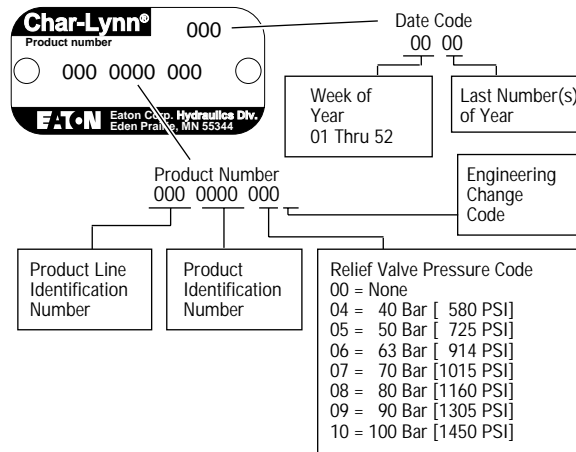 Char-Lynn®
Product number
000
000 0000 000
EATON Eaton Corp. Hydraulics Div.
Eden Prairie, MN 55344
Date Code
00 00
Week of
Year
01 Thru 52
Last Number(s)
of Year
Product Number
000 0000 000
Engineering
Change
Code
Product Line
Identification
Number
Product
Identification
Number
Relief Valve Pressure Code
00 = None
04 = 40 Bar [ 580 PSI]
05 = 50 Bar [ 725 PSI]
06 = 63 Bar [ 914 PSI]
07 = 70 Bar [1015 PSI]
08 = 80 Bar [1160 PSI]
09 = 90 Bar [1305 PSI]
10 = 100 Bar [1450 PSI]